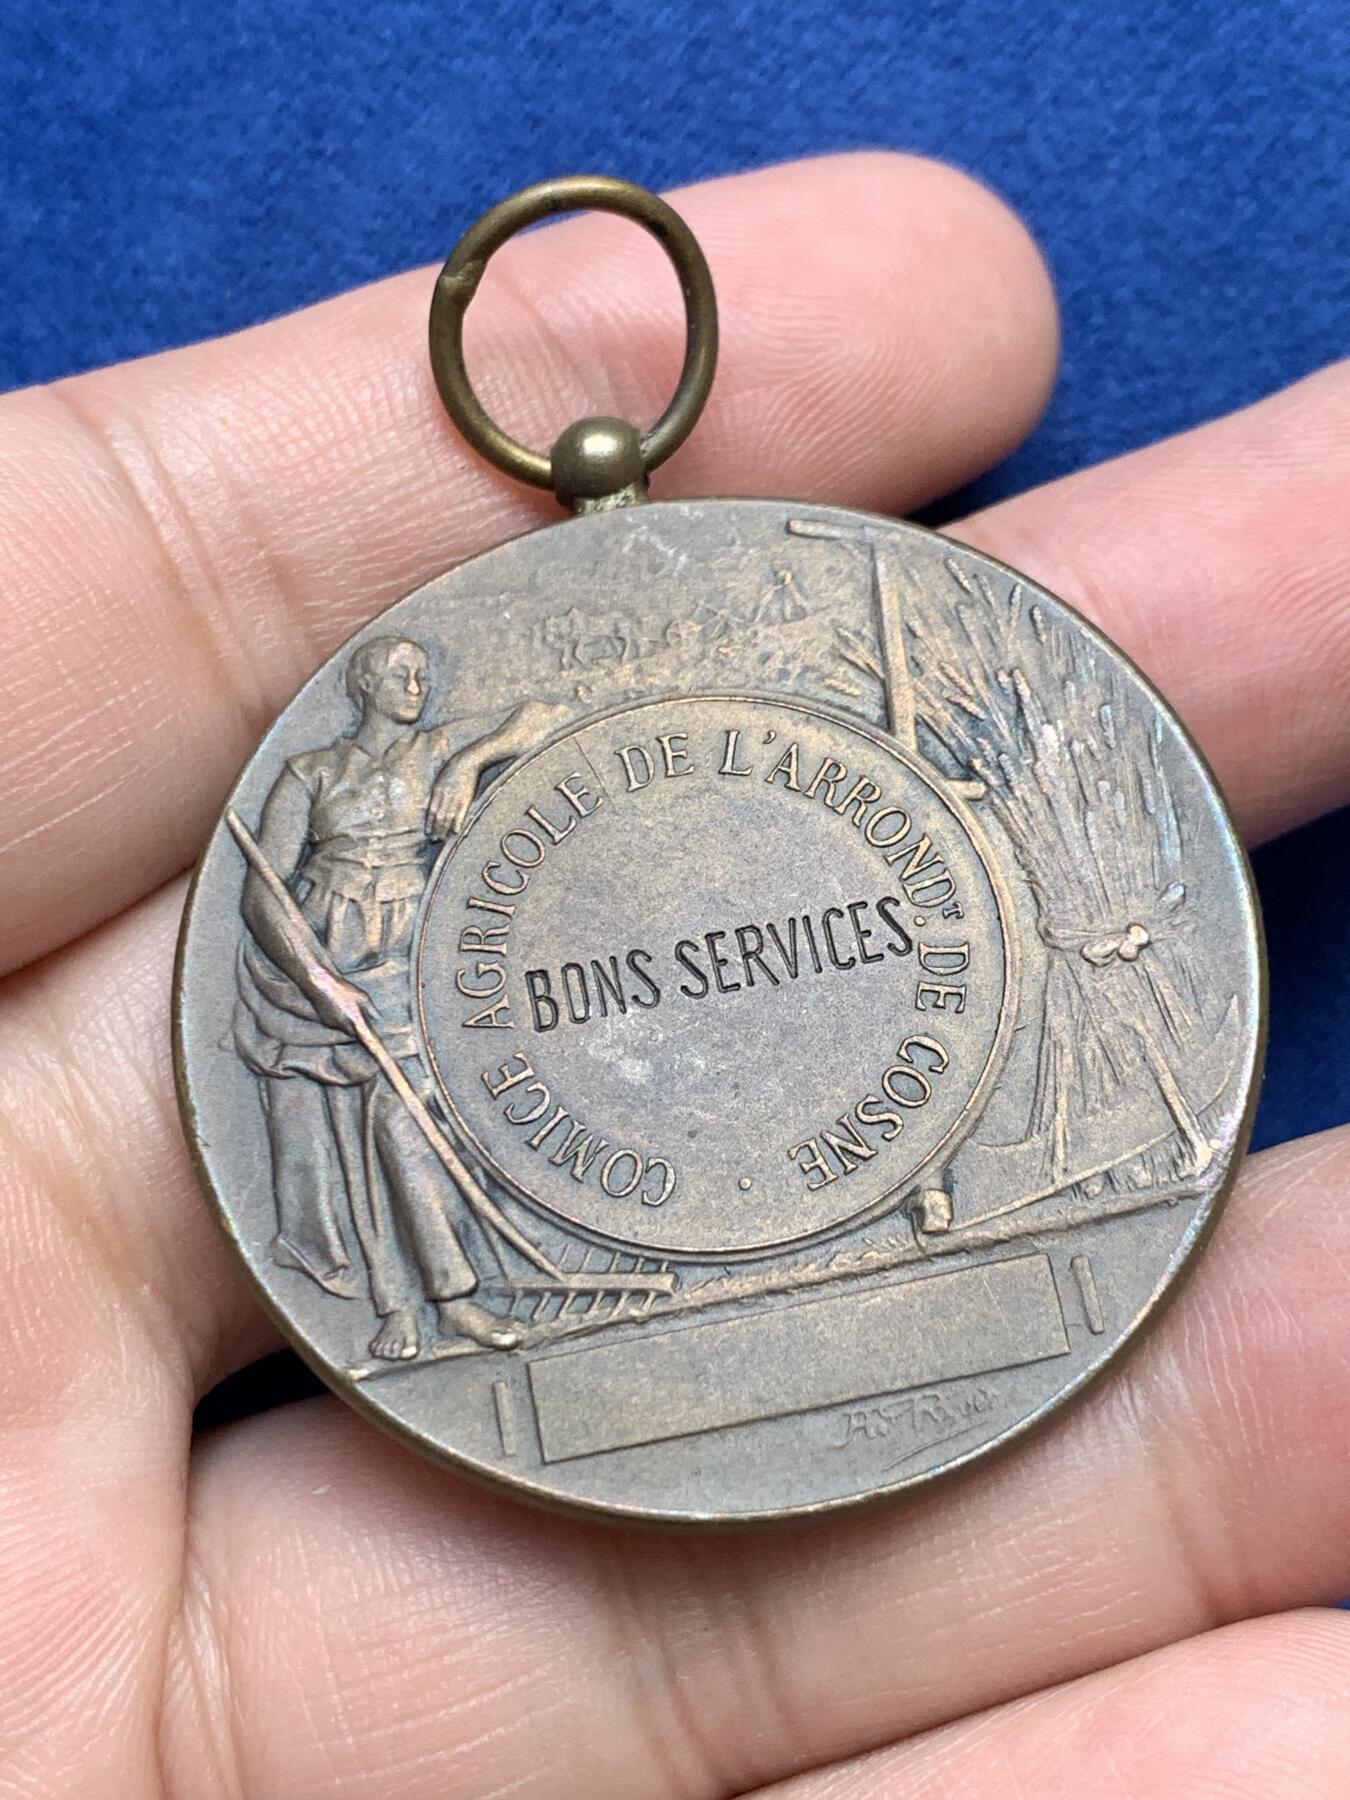 COMICE AGRICOLE DE L'ARRONDT. DE COSNE ·
BONS SERVICES